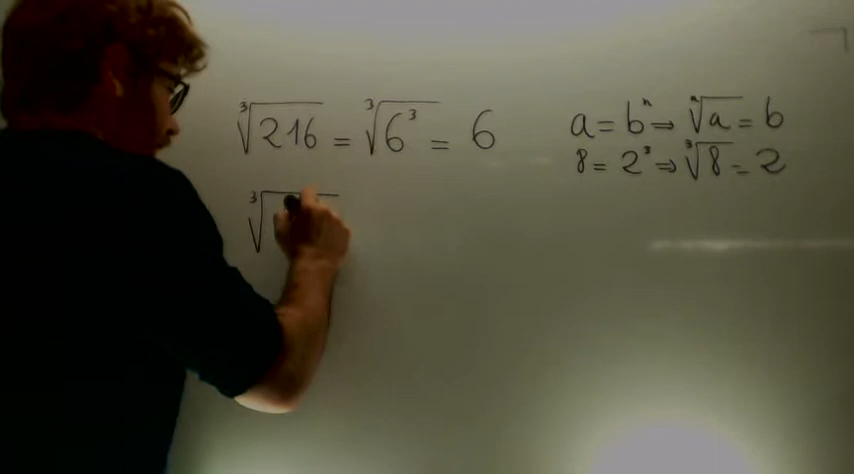 ∛216 = ∛6³ = 6
a = bⁿ ⇒ ⁿ√a = b
8 = 2³ ⇒ ∛8 = 2
∛